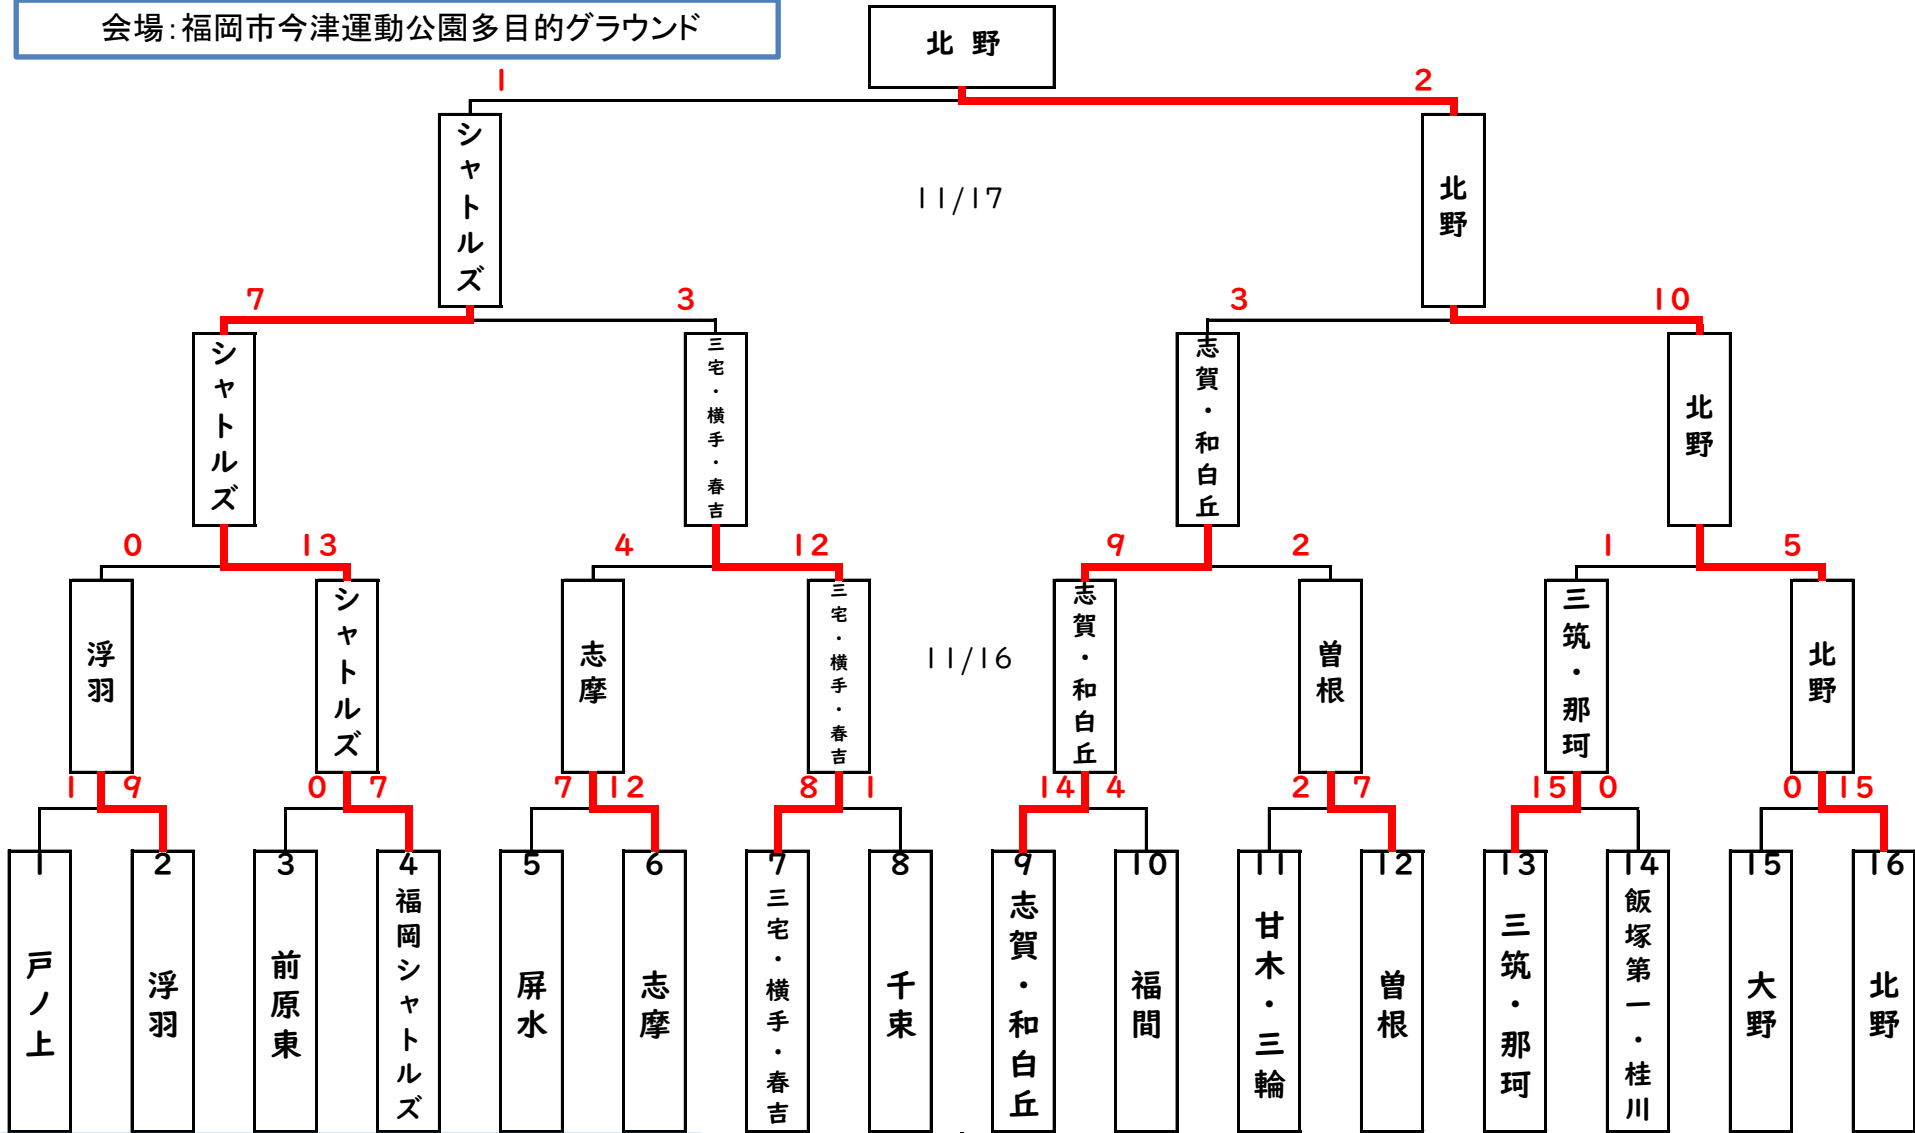 会場：福岡市今津運動公園多目的グラウンド
北 野
1
2
シャトルズ
北野
11/17
7
3
3
10
シャトルズ
三宅・横手・春吉
志賀・和白丘
北野
0
13
4
12
9
2
1
5
浮羽
シャトルズ
志摩
三宅・横手・春吉
11/16
志賀・和白丘
曽根
三筑・那珂
北野
1 9
0 7
7 12
8 1
14 4
2 7
15 0
0 15
1
2
3
4
5
6
7
8
9
10
11
12
13
14
15
16
戸ノ上
浮羽
前原東
福岡シャトルズ
屏水
志摩
三宅・横手・春吉
千束
志賀・和白丘
福間
甘木・三輪
曽根
三筑・那珂
飯塚第一・桂川
大野
北野